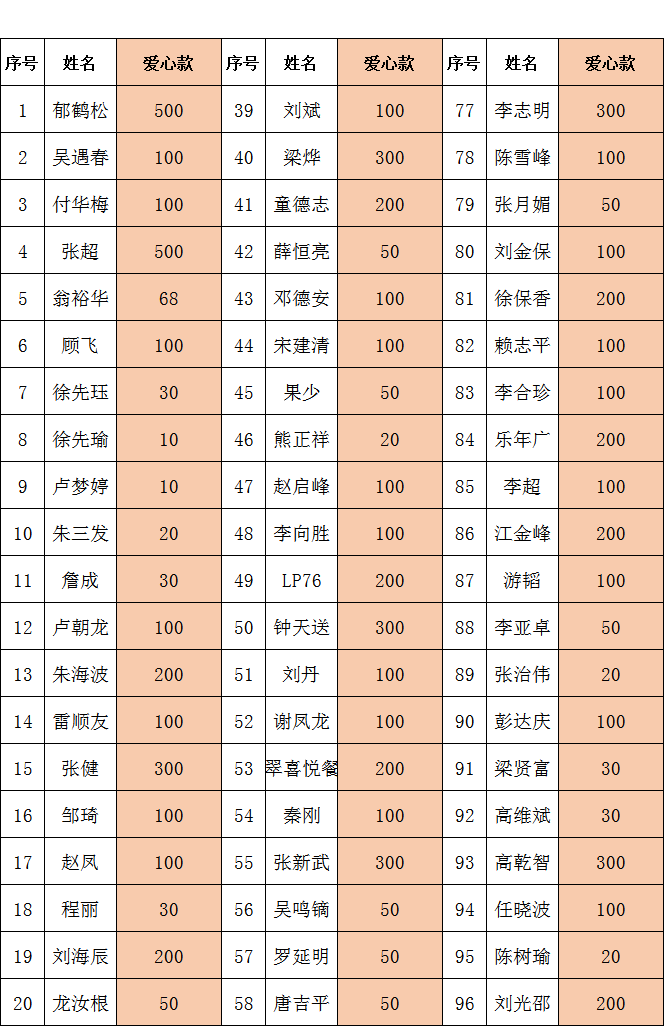 序号 姓名 爱心款 序号 姓名 爱心款 序号 姓名 爱心款
1 郁鹤松 500 39 刘斌 100 77 李志明 300
2 吴遇春 100 40 梁烨 300 78 陈雪峰 100
3 付华梅 100 41 童德志 200 79 张月媚 50
4 张超 500 42 薛恒亮 50 80 刘金保 100
5 翁裕华 68 43 邓德安 100 81 徐保香 200
6 顾飞 100 44 宋建清 100 82 赖志平 100
7 徐先珏 30 45 果少 50 83 李合珍 100
8 徐先瑜 10 46 熊正祥 20 84 乐年广 200
9 卢梦婷 10 47 赵启峰 100 85 李超 100
10 朱三发 20 48 李向胜 100 86 江金峰 200
11 詹成 30 49 LP76 200 87 游韬 100
12 卢朝龙 100 50 钟天送 300 88 李亚卓 50
13 朱海波 200 51 刘丹 100 89 张治伟 20
14 雷顺友 100 52 谢凤龙 100 90 彭达庆 100
15 张健 300 53 翠喜悦餐 200 91 梁贤富 30
16 邹琦 100 54 秦刚 100 92 高维斌 30
17 赵凤 100 55 张新武 300 93 高乾智 300
18 程丽 30 56 吴鸣镝 50 94 任晓波 100
19 刘海辰 200 57 罗延明 50 95 陈树瑜 20
20 龙汝根 50 58 唐吉平 50 96 刘光邵 200